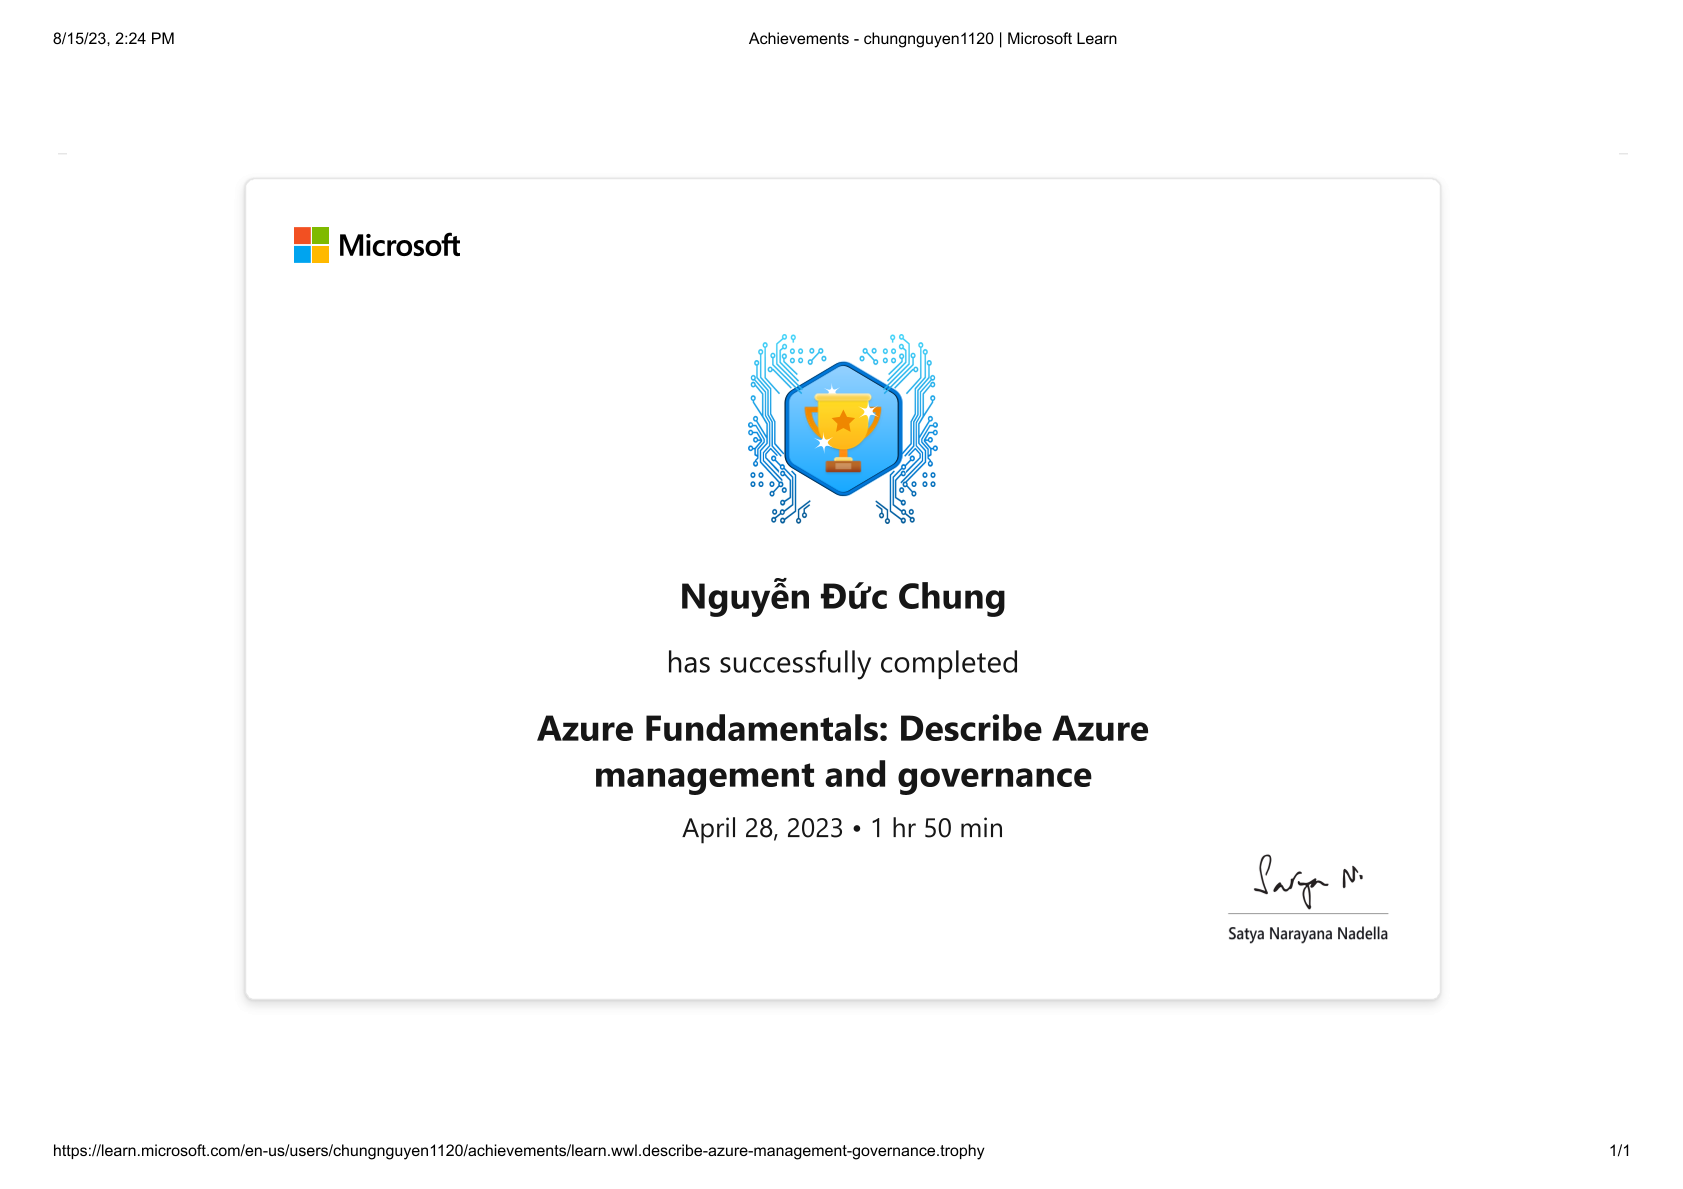 8/15/23, 2:24 PM
Achievements - chungnguyen1120 | Microsoft Learn
Microsoft
Nguyễn Đức Chung
has successfully completed
Azure Fundamentals: Describe Azure
management and governance
April 28, 2023 • 1 hr 50 min
Satya N.
Satya Narayana Nadella
https://learn.microsoft.com/en-us/users/chungnguyen1120/achievements/learn.wwl.describe-azure-management-governance.trophy
1/1